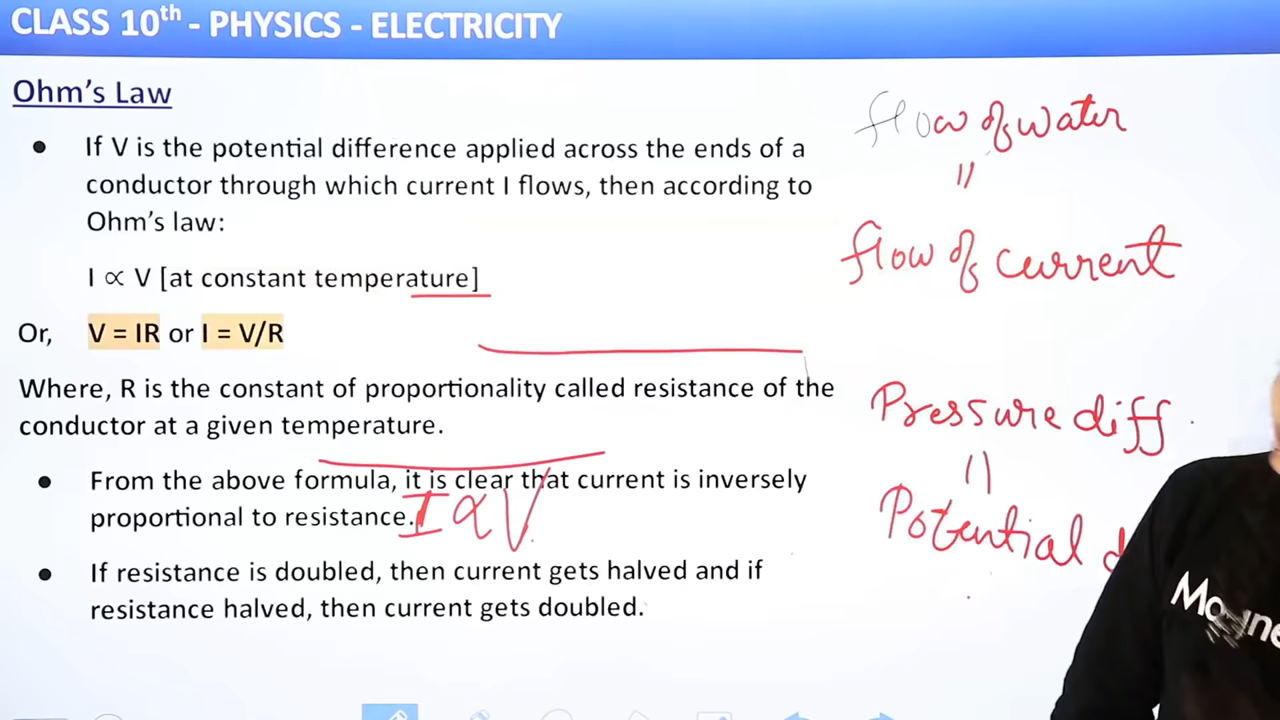 CLASS 10th - PHYSICS - ELECTRICITY
Ohm's Law
● If V is the potential difference applied across the ends of a
conductor through which current I flows, then according to
Ohm's law:
I ∝ V [at constant temperature]
Or, V = IR or I = V/R
Where, R is the constant of proportionality called resistance of the
conductor at a given temperature.
● From the above formula, it is clear that current is inversely
proportional to resistance.
I ∝ V
● If resistance is doubled, then current gets halved and if
resistance halved, then current gets doubled.
flow of water
=
flow of current
Pressure diff
=
Potential d